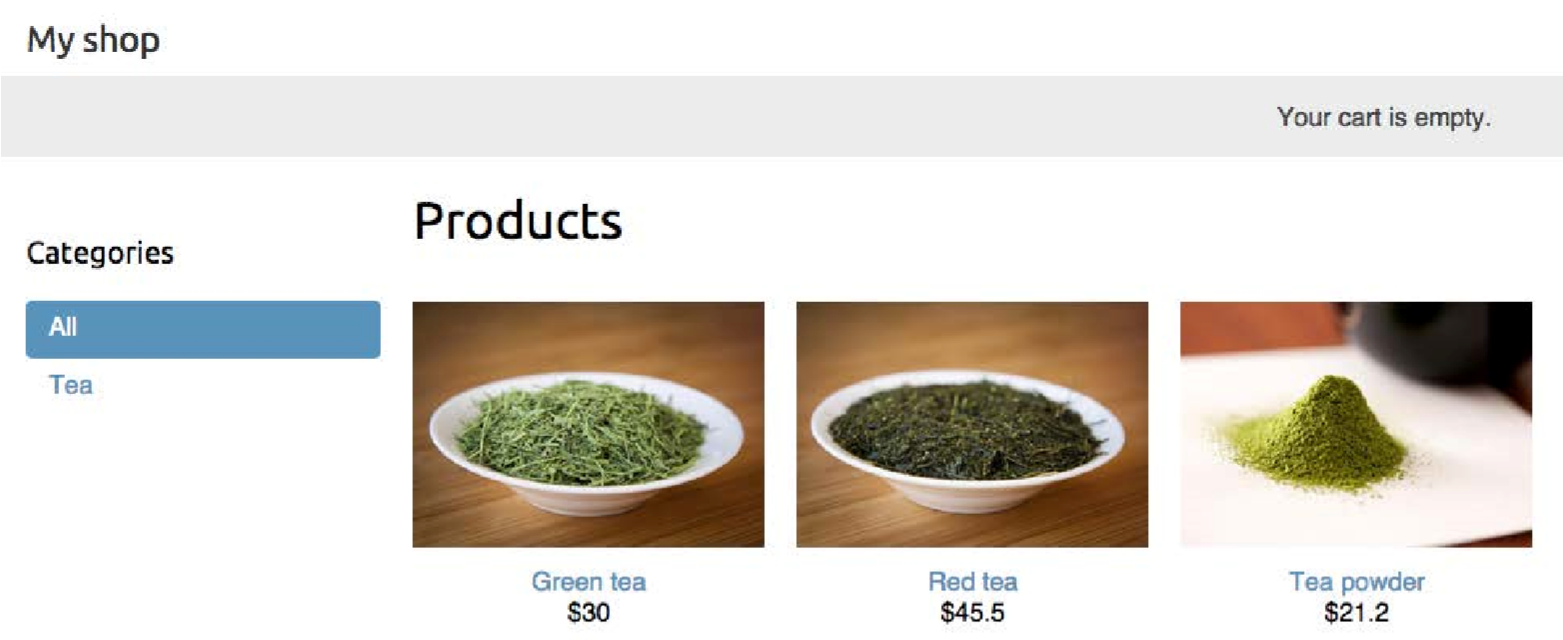 My shop
Your cart is empty.
Products
Categories
All
Tea
Green tea
$30
Red tea
$45.5
Tea powder
$21.2